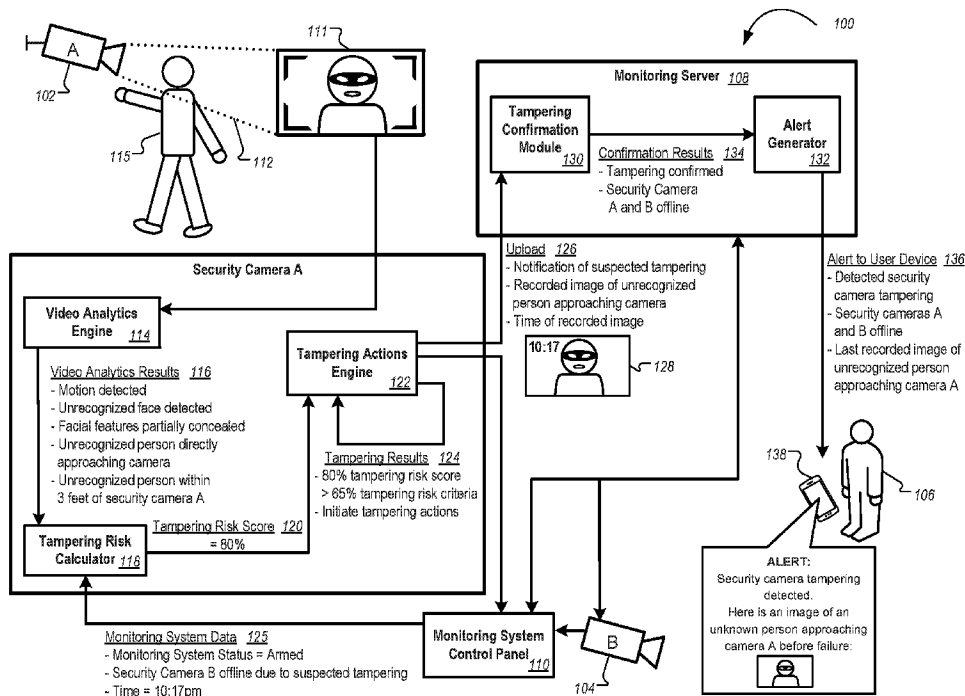 100
111
A
102
115
112
Monitoring Server 108
Tampering
Confirmation
Module
130
Confirmation Results 134
- Tampering confirmed
- Security Camera
A and B offline
Alert
Generator
132
Security Camera A
Video Analytics
Engine 114
Video Analytics Results 116
- Motion detected
- Unrecognized face detected
- Facial features partially concealed
- Unrecognized person directly
approaching camera
- Unrecognized person within
3 feet of security camera A
Tampering Actions
Engine
122
Tampering Results 124
- 80% tampering risk score
> 65% tampering risk criteria
- Initiate tampering actions
Tampering Risk Score 120
= 80%
Tampering Risk
Calculator 118
Upload 126
- Notification of suspected tampering
- Recorded image of unrecognized
person approaching camera
- Time of recorded image
10:17
128
Alert to User Device 136
- Detected security
camera tampering
- Security cameras A
and B offline
- Last recorded image of
unrecognized person
approaching camera A
138
106
ALERT:
Security camera tampering
detected.
Here is an image of an
unknown person approaching
camera A before failure:
Monitoring System Data 125
- Monitoring System Status = Armed
- Security Camera B offline due to suspected tampering
- Time = 10:17pm
Monitoring System
Control Panel
110
B
104